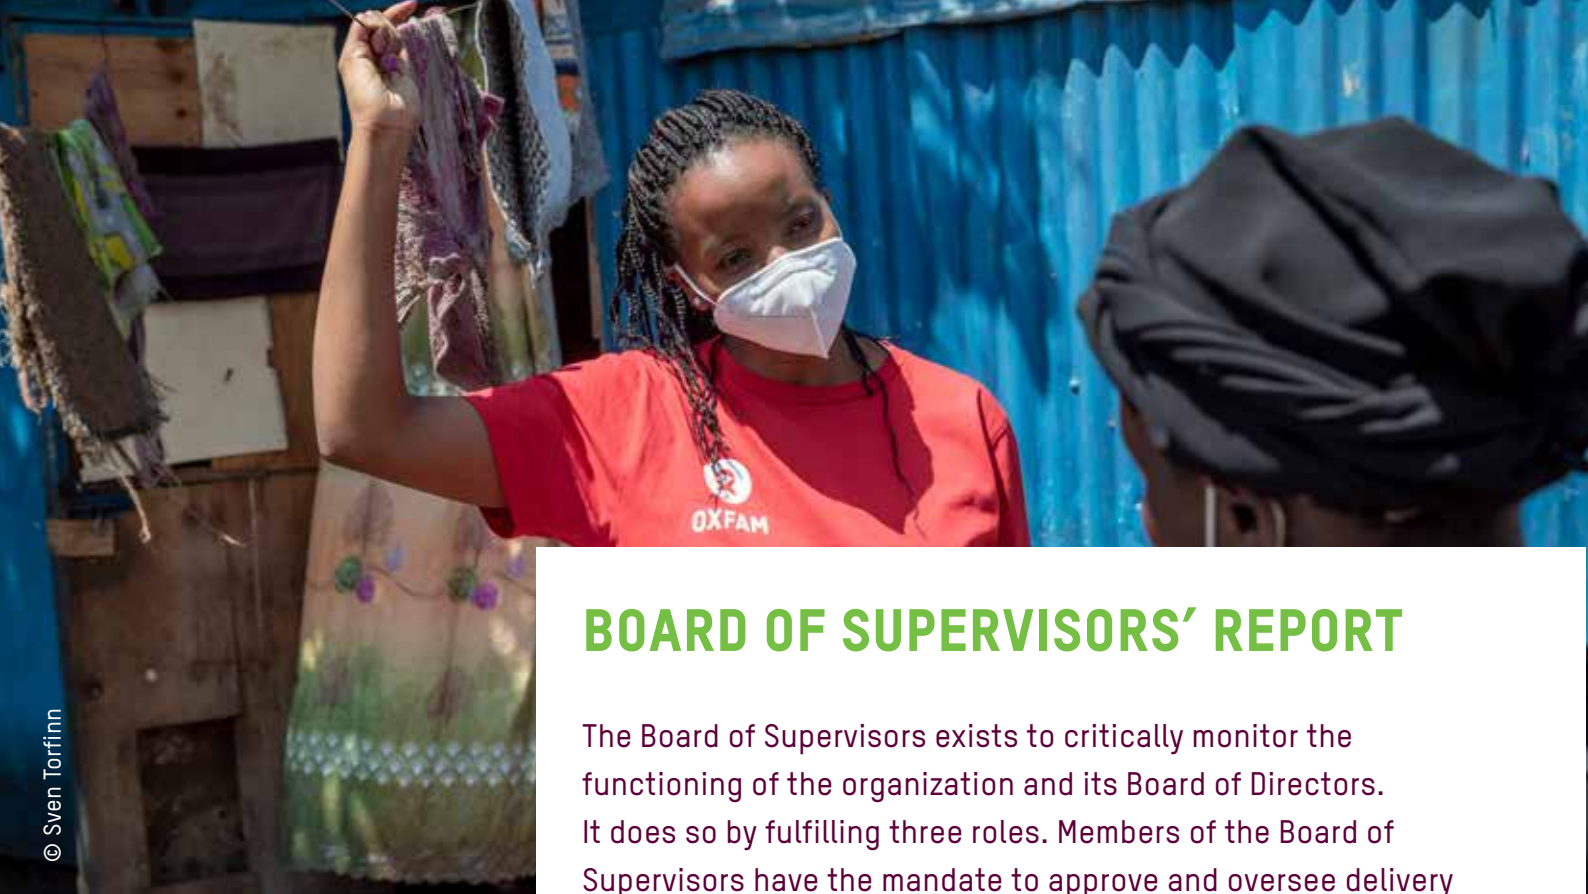 OXFAM
BOARD OF SUPERVISORS’ REPORT
The Board of Supervisors exists to critically monitor the
functioning of the organization and its Board of Directors.
It does so by fulfilling three roles. Members of the Board of
Supervisors have the mandate to approve and oversee delivery
© Sven Torfinn